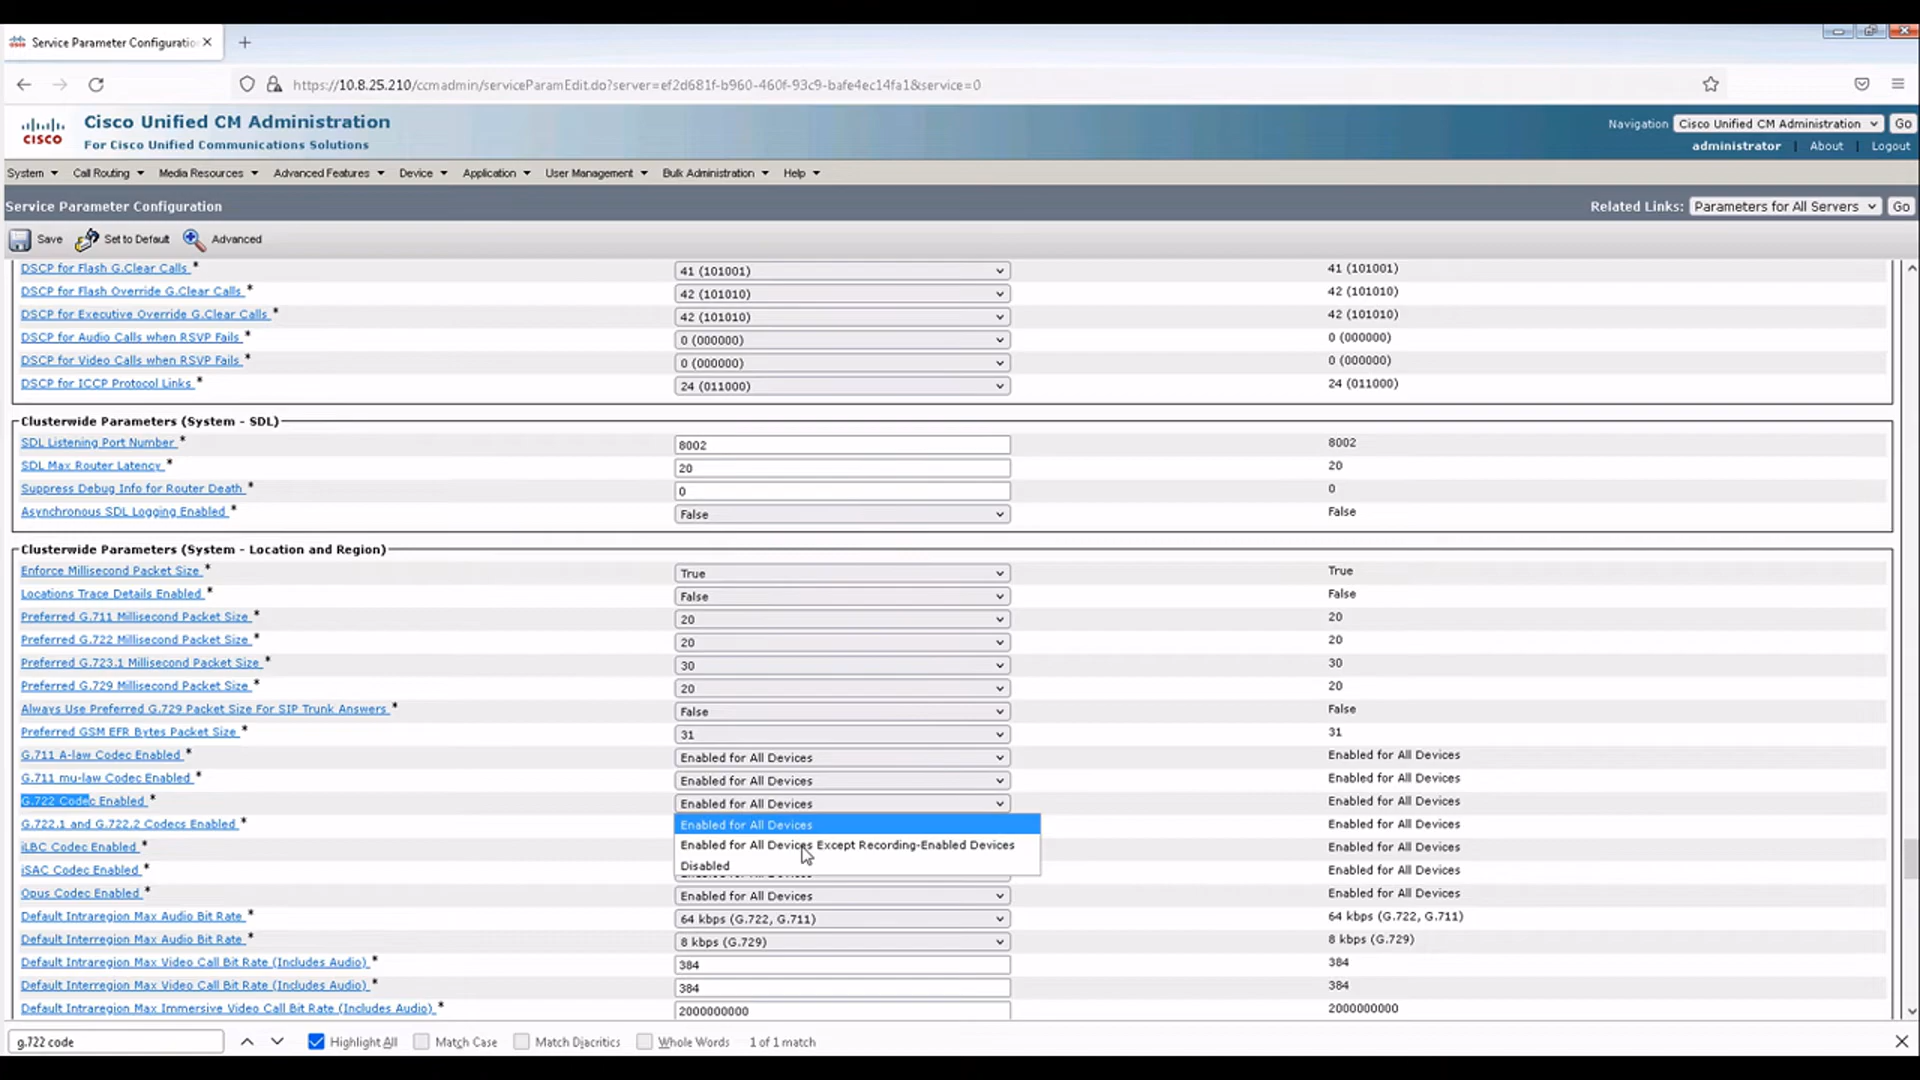 Service Parameter Configuratio
https://10.8.25.210/ccmadmin/serviceParamEdit.do?server=ef2d681f-b960-460f-93c9-bafe4ec14fa1&service=0
CISCO
Cisco Unified CM Administration
For Cisco Unified Communications Solutions
Navigation Cisco Unified CM Administration Go
administrator | About | Logout
System Call Routing Media Resources Advanced Features Device Application User Management Bulk Administration Help
Service Parameter Configuration Related Links: Parameters for All Servers Go
Save Set to Default Advanced
DSCP for Flash G.Clear Calls * 41 (101001) 41 (101001)
DSCP for Flash Override G.Clear Calls * 42 (101010) 42 (101010)
DSCP for Executive Override G.Clear Calls * 42 (101010) 42 (101010)
DSCP for Audio Calls when RSVP Fails * 0 (000000) 0 (000000)
DSCP for Video Calls when RSVP Fails * 0 (000000) 0 (000000)
DSCP for ICCP Protocol Links * 24 (011000) 24 (011000)
Clusterwide Parameters (System - SDL)
SDL Listening Port Number * 8002 8002
SDL Max Router Latency * 20 20
Suppress Debug Info for Router Death * 0 0
Asynchronous SDL Logging Enabled * False False
Clusterwide Parameters (System - Location and Region)
Enforce Millisecond Packet Size * True True
Locations Trace Details Enabled * False False
Preferred G.711 Millisecond Packet Size * 20 20
Preferred G.722 Millisecond Packet Size * 20 20
Preferred G.723.1 Millisecond Packet Size * 30 30
Preferred G.729 Millisecond Packet Size * 20 20
Always Use Preferred G.729 Packet Size For SIP Trunk Answers * False False
Preferred GSM EFR Bytes Packet Size * 31 31
G.711 A-law Codec Enabled * Enabled for All Devices Enabled for All Devices
G.711 mu-law Codec Enabled * Enabled for All Devices Enabled for All Devices
G.722 Codec Enabled * Enabled for All Devices Enabled for All Devices
G.722.1 and G.722.2 Codecs Enabled * Enabled for All Devices Enabled for All Devices
iLBC Codec Enabled * Enabled for All Devices Except Recording-Enabled Devices Enabled for All Devices
iSAC Codec Enabled * Disabled Enabled for All Devices
Opus Codec Enabled * Enabled for All Devices Enabled for All Devices
Default Intraregion Max Audio Bit Rate * 64 kbps (G.722, G.711) 64 kbps (G.722, G.711)
Default Interregion Max Audio Bit Rate * 8 kbps (G.729) 8 kbps (G.729)
Default Intraregion Max Video Call Bit Rate (Includes Audio) * 384 384
Default Interregion Max Video Call Bit Rate (Includes Audio) * 384 384
Default Intraregion Max Immersive Video Call Bit Rate (Includes Audio) * 2000000000 2000000000
g.722 code Highlight All Match Case Match Diacritics Whole Words 1 of 1 match